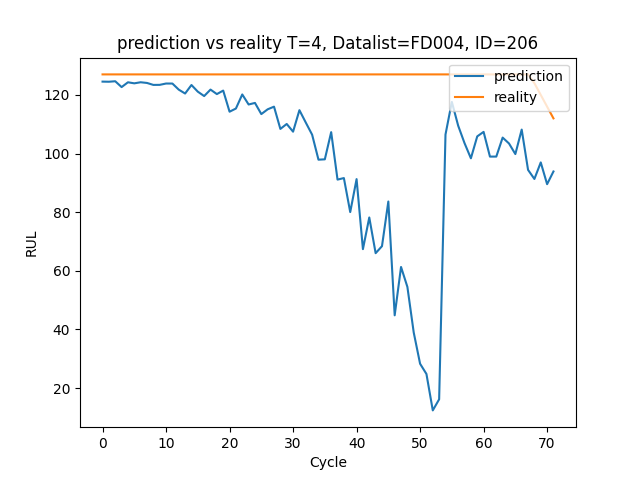 prediction vs reality T=4, Datalist=FD004, ID=206
prediction
reality
RUL
120
100
80
60
40
20
0 10 20 30 40 50 60 70
Cycle